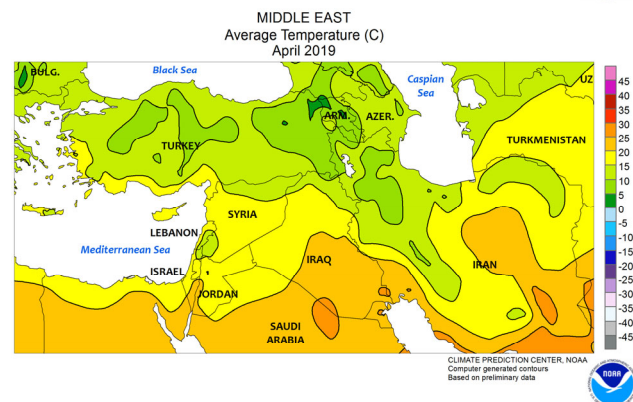 MIDDLE EAST
Average Temperature (C)
April 2019
BULG.
Black Sea
Caspian
Sea
UZ
ARM.
AZER.
TURKEY
TURKMENISTAN
SYRIA
LEBANON
Mediterranean Sea
ISRAEL
IRAQ
IRAN
JORDAN
SAUDI
ARABIA
45
40
35
30
25
20
15
10
5
0
-5
-10
-15
-20
-25
-30
-35
-40
-45
CLIMATE PREDICTION CENTER, NOAA
Computer generated contours
Based on preliminary data
NOAA